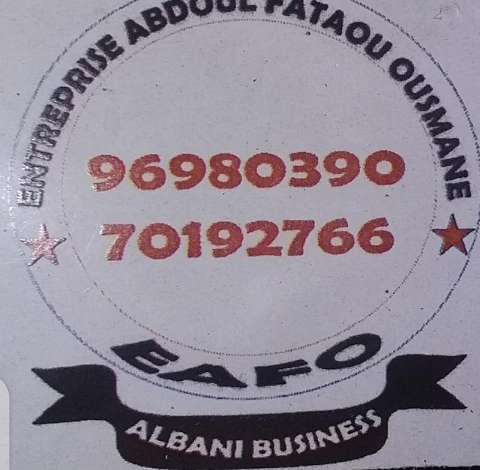 ENTREPRISE ABDOUL FATAOU OUSMANE
96980390
70192766
EAFO
ALBANI BUSINESS